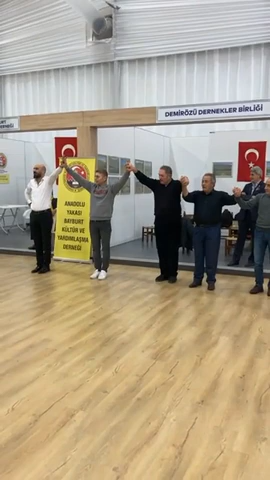 DEMİRÖZÜ DERNEKLER BİRLİĞİ
ANADOLU
YAKASI
BAYBURT
KÜLTÜR VE
YARDIMLAŞMA
DERNEĞİ